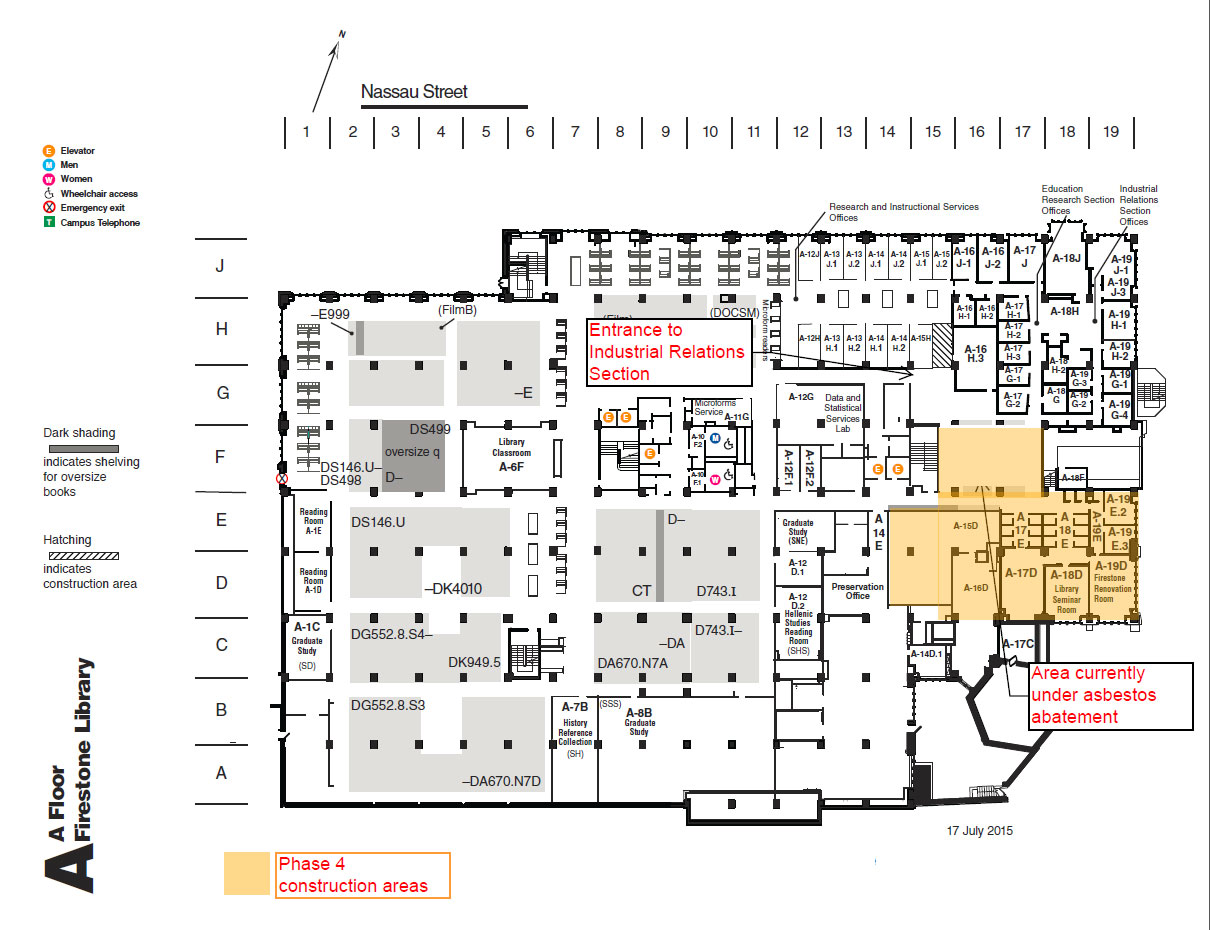 N
Nassau Street
1 2 3 4 5 6 7 8 9 10 11 12 13 14 15 16 17 18 19
E Elevator
M Men
W Women
Wheelchair access
Emergency exit
T Campus Telephone
Education
Research Section
Offices
Industrial
Relations
Section
Offices
Research and Instructional Services
Offices
J
H
G
F
E
D
C
B
A
A-12J
A-13
J.1
A-13
J.2
A-14
J.1
A-14
J.2
A-15
J.1
A-15
J.2
A-16
J-1
A-16
J-2
A-17
J
A-18J
A-19
J-1
A-19
J-3
–E999
(FilmB)
(Film)
(DOCSM)
Microform readers
Entrance to
Industrial Relations
Section
A-12H
A-13
H.1
A-13
H.2
A-14
H.1
A-14
H.2
A-15H
A-16
H-1
A-16
H-2
A-16
H.3
A-17
H-1
A-17
H-2
A-17
H-3
A-17
G-1
A-17
G-2
A-18H
A-18
H-2
A-18
G
A-19
H-1
A-19
H-2
A-19
G-3
A-19
G-1
A-19
G-2
A-19
G-4
–E
E E
E
Microforms
Service
A-11G
A-12G
Data and
Statistical
Services
Lab
Dark shading
indicates shelving
for oversize
books
DS499
oversize q
D–
DS146.U–
DS498
Library
Classroom
A-6F
A-10
F2
M
A-10
F.1
W
A-12F.1
A-12F.2
E E
A-18F
Hatching
indicates
construction area
Reading
Room
A-1E
Reading
Room
A-1D
DS146.U
–DK4010
D–
CT
D743.I
Graduate
Study
(SNE)
A-12
D.1
A-12
D.2
Hellenic
Studies
Reading
Room
(SHS)
A
14
E
Preservation
Office
A-15D
A-16D
A
17
E
A
18
E
A-19E
A-19
E.2
A-19
E.3
A-17D
A-18D
Library
Seminar
Room
A-19D
Firestone
Renovation
Room
A-1C
Graduate
Study
(SD)
DG552.8.S4–
DK949.5
–DA
D743.I–
DA670.N7A
A-14D.1
A-17C
Area currently
under asbestos
abatement
DG552.8.S3
–DA670.N7D
A-7B
History
Reference
Collection
(SH)
(SSS)
A-8B
Graduate
Study
17 July 2015
A
A Floor
Firestone Library
Phase 4
construction areas